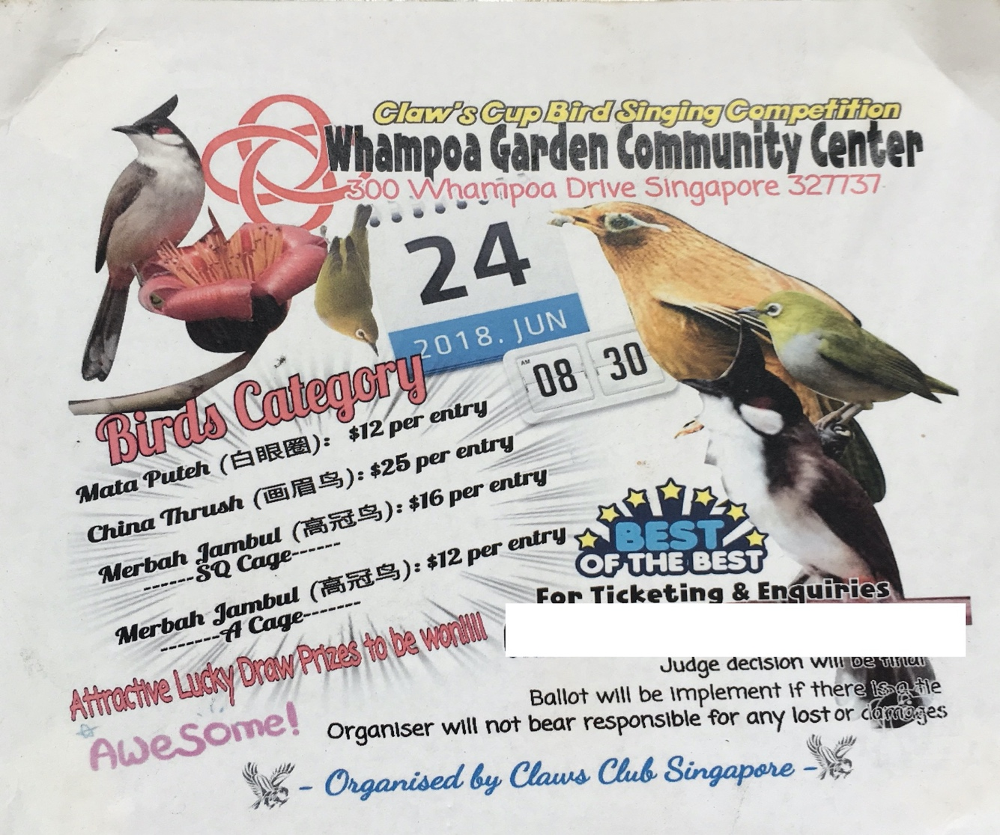 Claw's Cup Bird Singing Competition
Whampoa Garden Community Center
300 Whampoa Drive Singapore 327737
24
2018. JUN
AM 08 30
Birds Category
Mata Puteh (白眼圈): $12 per entry
China Thrush (画眉鸟): $25 per entry
Merbah Jambul (高冠鸟): $16 per entry
------SQ Cage------
Merbah Jambul (高冠鸟): $12 per entry
-------A Cage-------
BEST
OF THE BEST
For Ticketing & Enquiries
Attractive Lucky Draw Prizes to be won!!!!!
Awesome!
Judge decision will be final
Ballot will be implement if there is a tie
Organiser will not bear responsible for any lost or damages
- Organised by Claws Club Singapore -